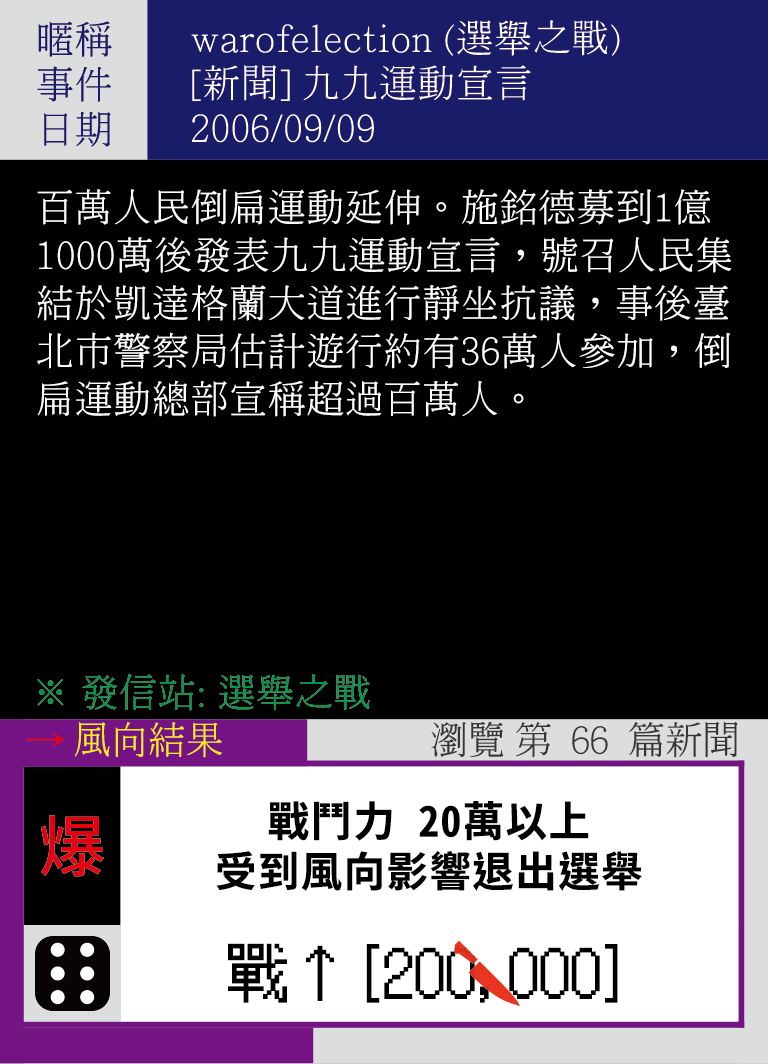 暱稱 warofelection (選舉之戰)
事件 [新聞] 九九運動宣言
日期 2006/09/09
百萬人民倒扁運動延伸。施銘德募到1億
1000萬後發表九九運動宣言，號召人民集
結於凱達格蘭大道進行靜坐抗議，事後臺
北市警察局估計遊行約有36萬人參加，倒
扁運動總部宣稱超過百萬人。
※ 發信站: 選舉之戰
→ 風向結果
瀏覽 第 66 篇新聞
爆
戰鬥力 20萬以上
受到風向影響退出選舉
戰↑[200,000]